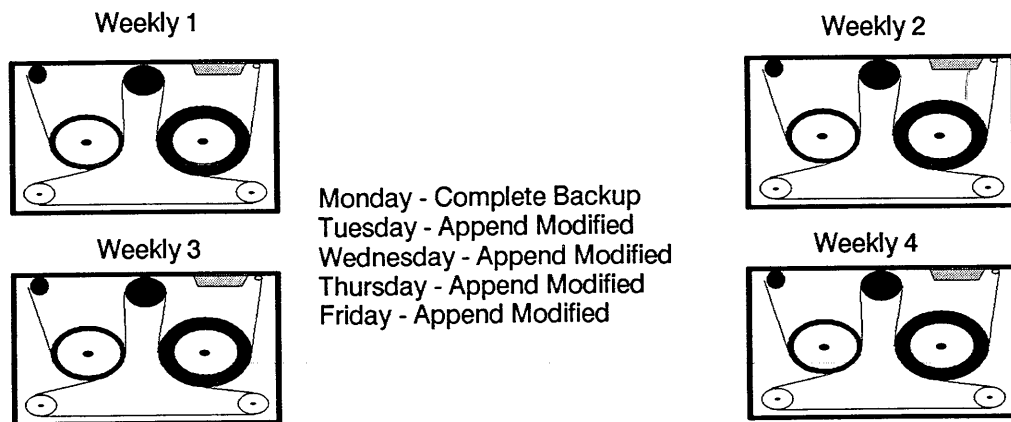 Weekly 1
Weekly 2
Monday - Complete Backup
Tuesday - Append Modified
Wednesday - Append Modified
Thursday - Append Modified
Friday - Append Modified
Weekly 3
Weekly 4